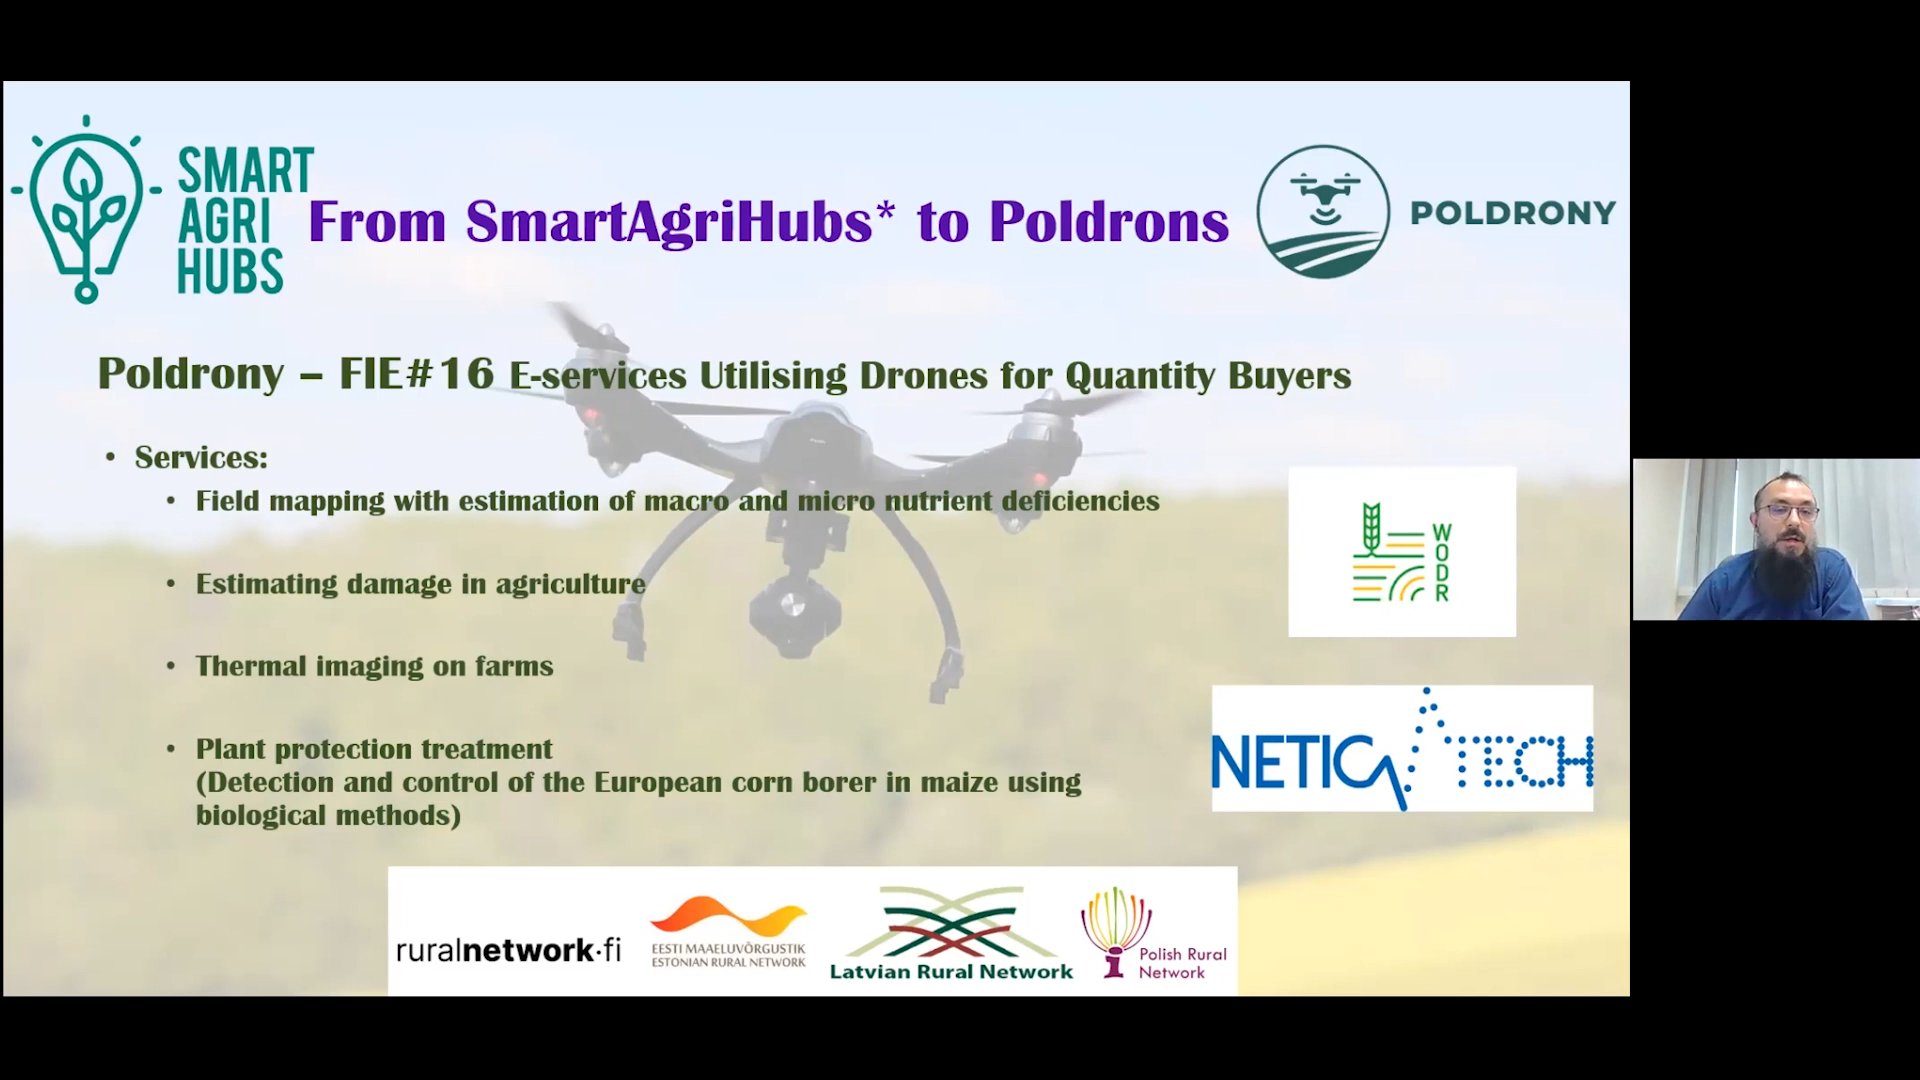 SMART
AGRI
HUBS
From SmartAgriHubs* to Poldrons
POLDRONY
Poldrony – FIE#16 E-services Utilising Drones for Quantity Buyers
• Services:
• Field mapping with estimation of macro and micro nutrient deficiencies
• Estimating damage in agriculture
• Thermal imaging on farms
• Plant protection treatment
(Detection and control of the European corn borer in maize using
biological methods)
WODR
NETICTECH
ruralnetwork·fi
EESTI MAAELUVÕRGUSTIK
ESTONIAN RURAL NETWORK
Latvian Rural Network
Polish Rural
Network